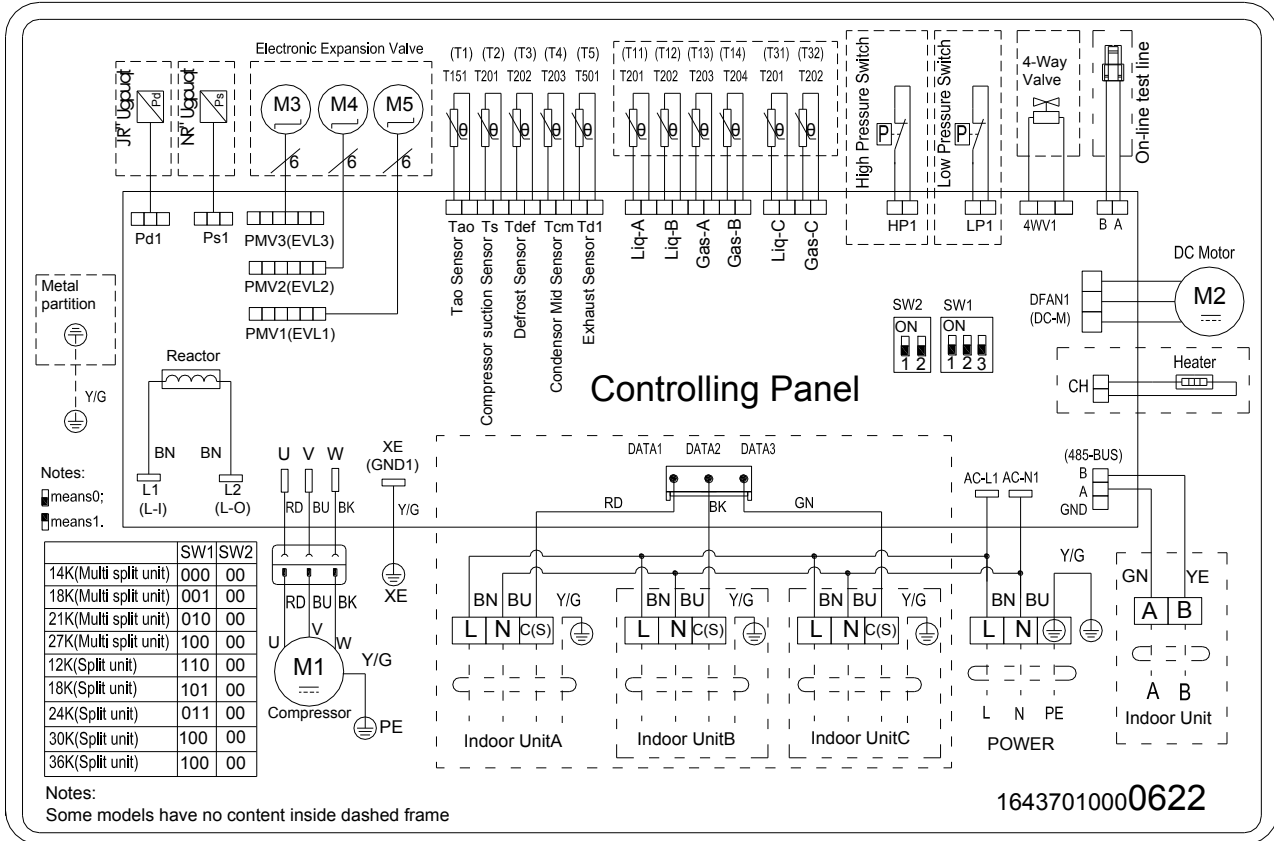 Electronic Expansion Valve
(T1) (T2) (T3) (T4) (T5)
T151 T201 T202 T203 T501
(T11) (T12) (T13) (T14)
T201 T202 T203 T204
(T31) (T32)
T201 T202
High Pressure Switch
Low Pressure Switch
4-Way
Valve
On-line test line
JR" Ugpuqt
NR" Ugpuqt
Pd
Ps
M3
M4
M5
6
6
6
θ θ θ θ θ
θ θ θ θ
θ θ
P
P
Pd1
Ps1
PMV3(EVL3)
PMV2(EVL2)
PMV1(EVL1)
Tao Ts Tdef Tcm Td1
Tao Sensor
Compressor suction Sensor
Defrost Sensor
Condensor Mid Sensor
Exhaust Sensor
Liq-A
Liq-B
Gas-A
Gas-B
Liq-C
Gas-C
HP1
LP1
4WV1
B A
Metal
partition
Y/G
DC Motor
DFAN1
(DC-M)
M2
SW2
ON
1 2
SW1
ON
1 2 3
Heater
CH
Controlling Panel
Reactor
BN BN
L1
(L-I)
L2
(L-O)
U V W
RD BU BK
XE
(GND1)
Y/G
XE
DATA1 DATA2 DATA3
RD BK GN
AC-L1 AC-N1
(485-BUS)
B
A
GND
Notes:
means0;
means1.
SW1 SW2
14K(Multi split unit) 000 00
18K(Multi split unit) 001 00
21K(Multi split unit) 010 00
27K(Multi split unit) 100 00
12K(Split unit) 110 00
18K(Split unit) 101 00
24K(Split unit) 011 00
30K(Split unit) 100 00
36K(Split unit) 100 00
RD BU BK
U V W
M1
Compressor
Y/G
PE
BN BU Y/G
L N C(S)
Indoor UnitA
BN BU Y/G
L N C(S)
Indoor UnitB
BN BU Y/G
L N C(S)
Indoor UnitC
Y/G
BN BU
L N
L N PE
POWER
GN YE
A B
A B
Indoor Unit
Notes:
Some models have no content inside dashed frame
16437010000622